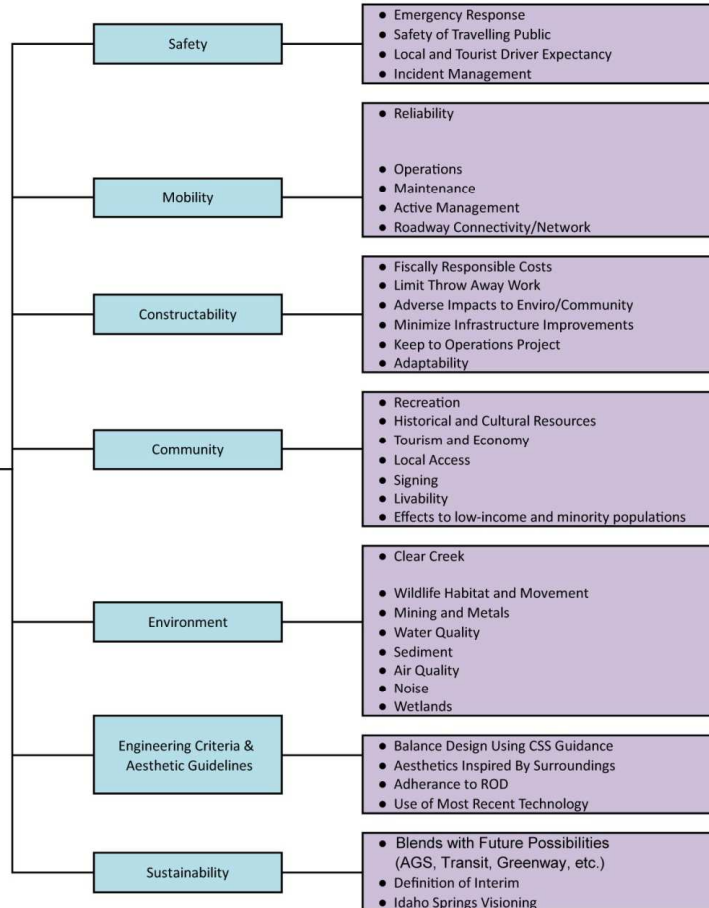 Safety
● Emergency Response
● Safety of Travelling Public
● Local and Tourist Driver Expectancy
● Incident Management
Mobility
● Reliability
● Operations
● Maintenance
● Active Management
● Roadway Connectivity/Network
Constructability
● Fiscally Responsible Costs
● Limit Throw Away Work
● Adverse Impacts to Enviro/Community
● Minimize Infrastructure Improvements
● Keep to Operations Project
● Adaptability
Community
● Recreation
● Historical and Cultural Resources
● Tourism and Economy
● Local Access
● Signing
● Livability
● Effects to low-income and minority populations
Environment
● Clear Creek
● Wildlife Habitat and Movement
● Mining and Metals
● Water Quality
● Sediment
● Air Quality
● Noise
● Wetlands
Engineering Criteria &
Aesthetic Guidelines
● Balance Design Using CSS Guidance
● Aesthetics Inspired By Surroundings
● Adherance to ROD
● Use of Most Recent Technology
Sustainability
● Blends with Future Possibilities
(AGS, Transit, Greenway, etc.)
● Definition of Interim
● Idaho Springs Visioning